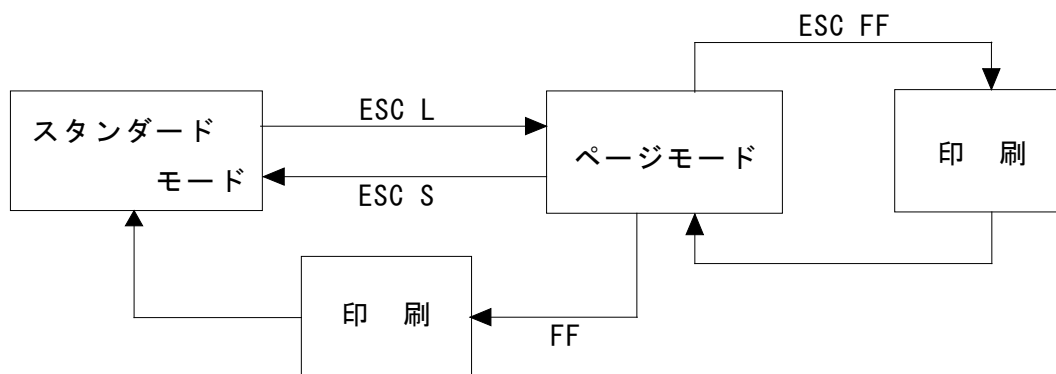 ESC FF
スタンダード
モード
ESC L
ESC S
ページモード
印 刷
印 刷
FF